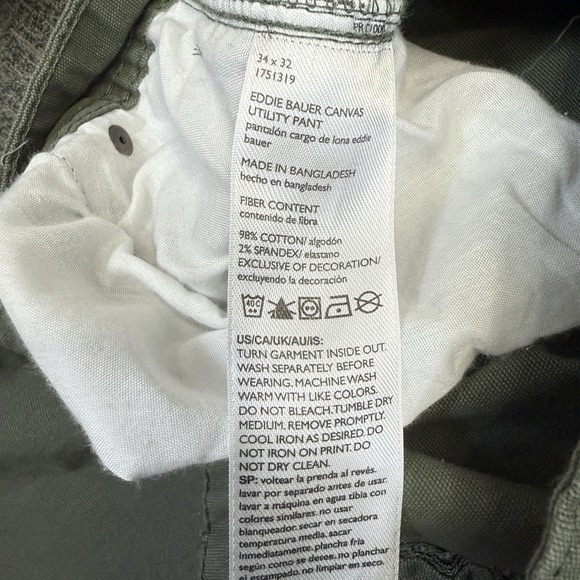 34 x 32
1751319
EDDIE BAUER CANVAS
UTILITY PANT
pantalón cargo de lona eddie
bauer
MADE IN BANGLADESH
hecho en bangladesh
FIBER CONTENT
contenido de fibra
98% COTTON/ algodón
2% SPANDEX/ elastano
EXCLUSIVE OF DECORATION/
excluyendo la decoración
40C
US/CA/UK/AU/IS:
TURN GARMENT INSIDE OUT.
WASH SEPARATELY BEFORE
WEARING. MACHINE WASH
WARM WITH LIKE COLORS.
DO NOT BLEACH. TUMBLE DRY
MEDIUM. REMOVE PROMPTLY.
COOL IRON AS DESIRED. DO
NOT IRON ON PRINT. DO
NOT DRY CLEAN.
SP: voltear la prenda al revés.
lavar por separado antes de usar.
lavar a máquina en agua tibia con
colores similares. no usar
blanqueador. secar en secadora
temperatura media. sacar
inmediatamente. plancha fría
según como se desee. no planchar
el estampado. no limpiar en seco.